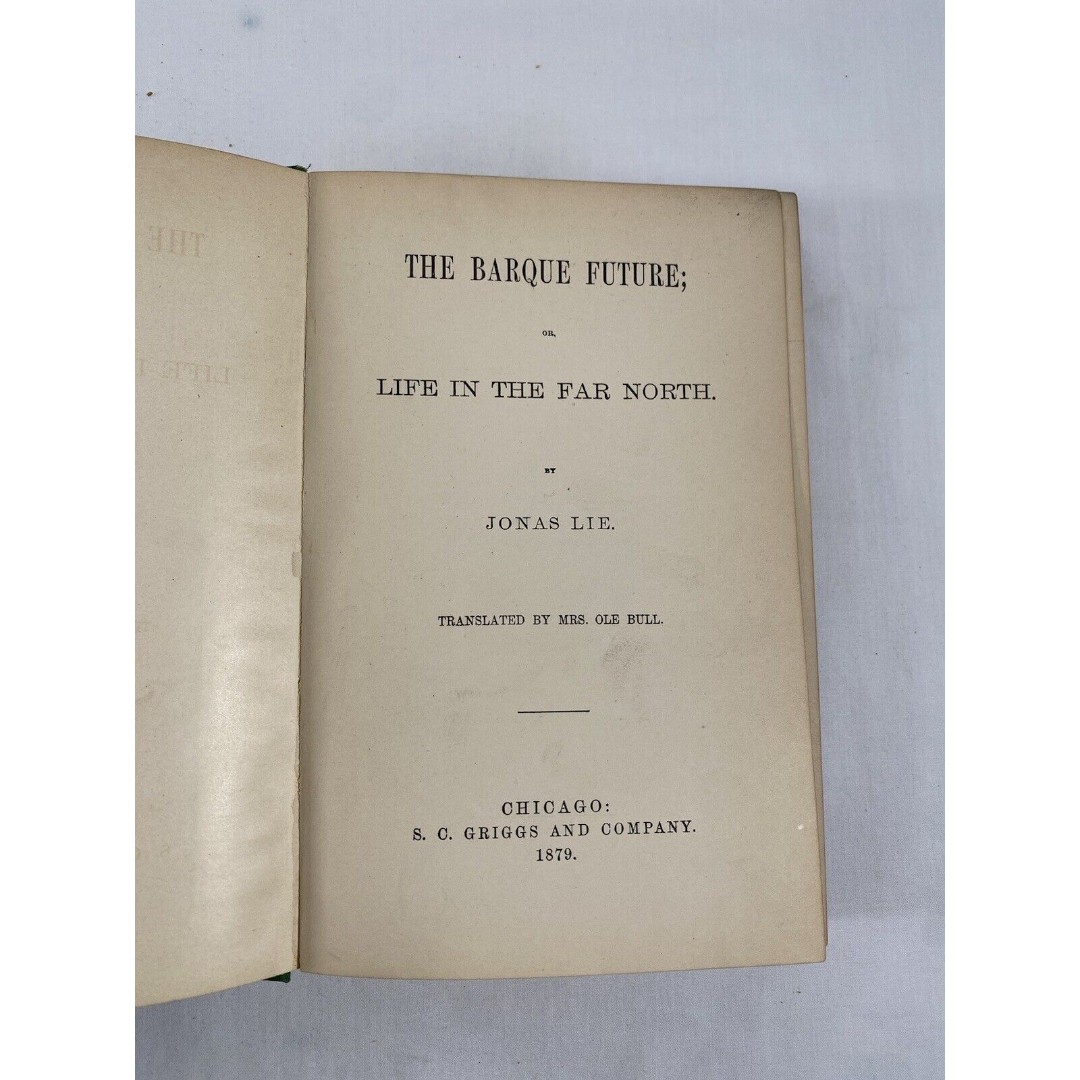 THE BARQUE FUTURE;
OR,
LIFE IN THE FAR NORTH.
BY
JONAS LIE.
TRANSLATED BY MRS. OLE BULL.
CHICAGO:
S. C. GRIGGS AND COMPANY.
1879.